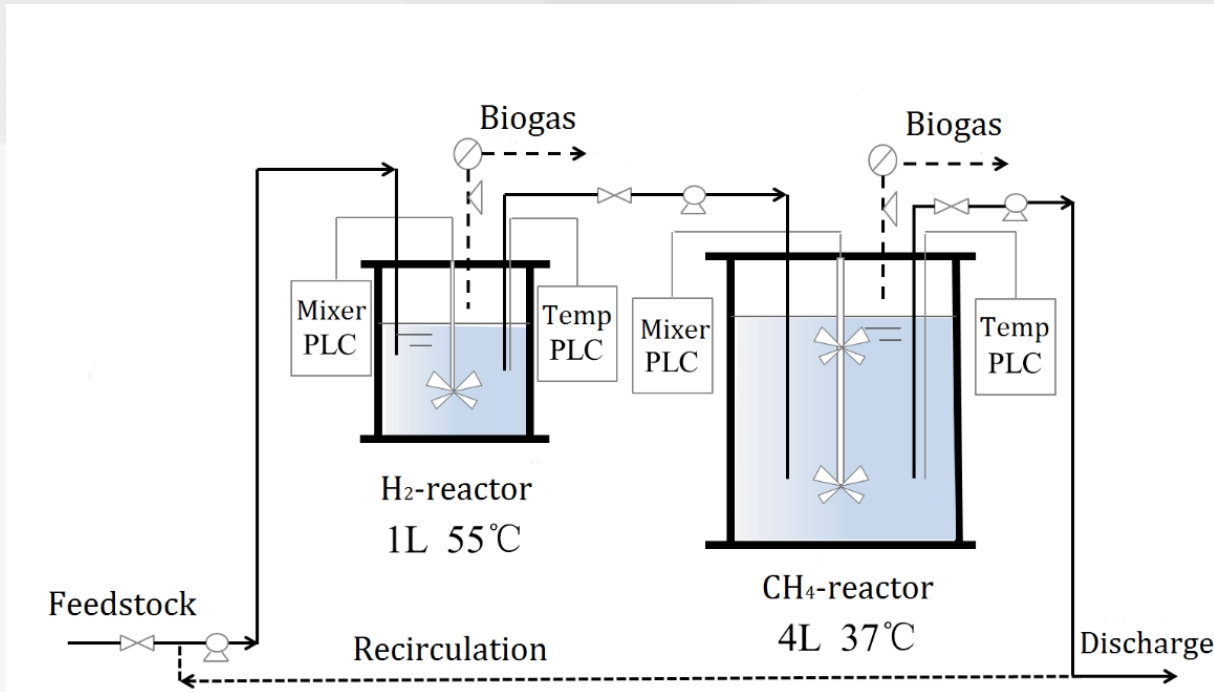 Biogas
Biogas
Mixer
PLC
Temp
PLC
Mixer
PLC
Temp
PLC
H₂-reactor
1L 55℃
CH₄-reactor
4L 37℃
Feedstock
Recirculation
Discharge